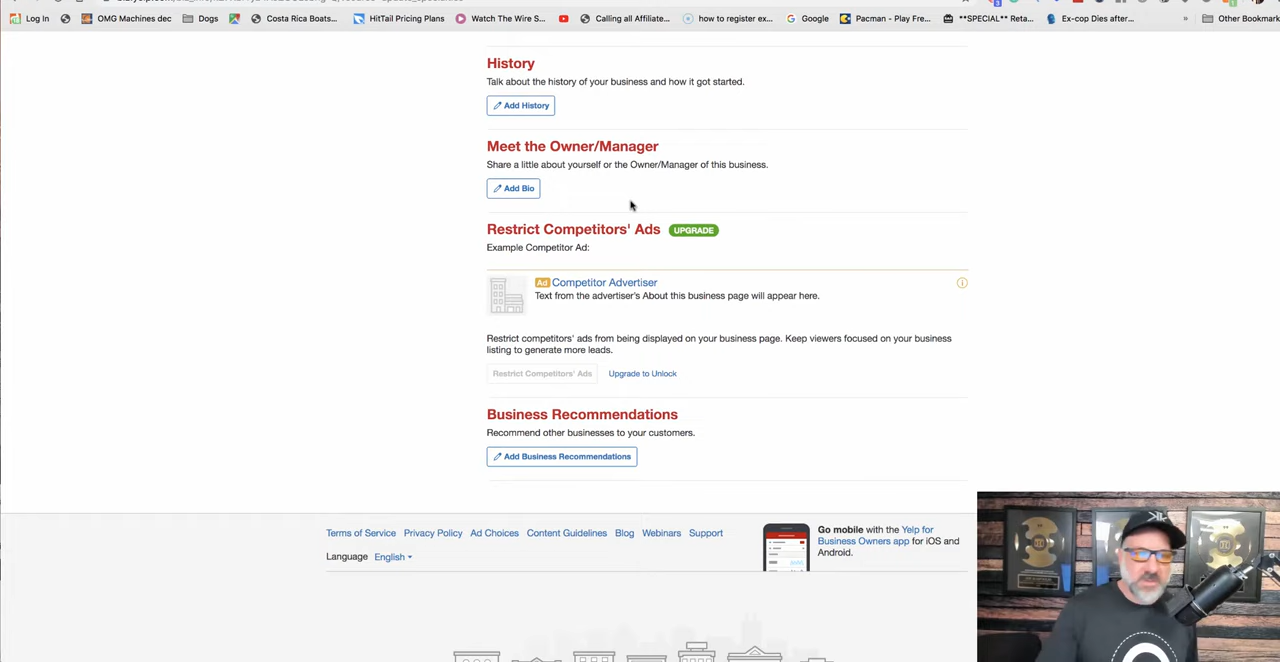 Log In
OMG Machines dec
Dogs
Costa Rica Boats...
HitTail Pricing Plans
Watch The Wire S...
Calling all Affiliate...
how to register ex...
Google
Pacman - Play Fre...
**SPECIAL** Reta...
Ex-cop Dies after...
»
Other Bookmark
History
Talk about the history of your business and how it got started.
Add History
Meet the Owner/Manager
Share a little about yourself or the Owner/Manager of this business.
Add Bio
Restrict Competitors' Ads UPGRADE
Example Competitor Ad:
Ad Competitor Advertiser
Text from the advertiser's About this business page will appear here.
Restrict competitors' ads from being displayed on your business page. Keep viewers focused on your business
listing to generate more leads.
Restrict Competitors' Ads Upgrade to Unlock
Business Recommendations
Recommend other businesses to your customers.
Add Business Recommendations
Terms of Service Privacy Policy Ad Choices Content Guidelines Blog Webinars Support
Language English
Go mobile with the Yelp for
Business Owners app for iOS and
Android.